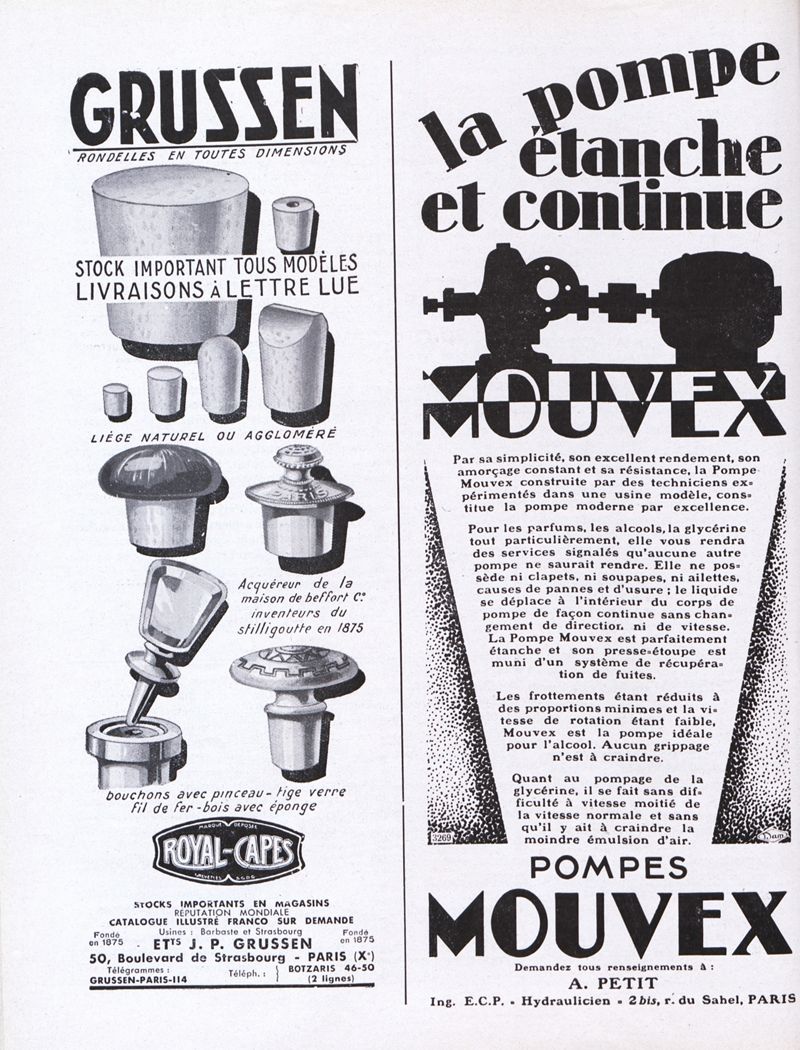 GRUSSEN
RONDELLES EN TOUTES DIMENSIONS
STOCK IMPORTANT TOUS MODÈLES
LIVRAISONS à LETTRE LUE
LIÈGE NATUREL OU AGGLOMÉRÉ
PARIS
Acquéreur de la
maison de beffort Cº
inventeurs du
stilligoutte en 1875
bouchons avec pinceau - tige verre
fil de fer - bois avec éponge
MARQUE DÉPOSÉE
ROYAL-CAPES
BREVETÉES S.G.D.G.
STOCKS IMPORTANTS EN MAGASINS
RÉPUTATION MONDIALE
CATALOGUE ILLUSTRÉ FRANCO SUR DEMANDE
Usines : Barbaste et Strasbourg
Fondé
en 1875
ETTS J. P. GRUSSEN
Fondé
en 1875
50, Boulevard de Strasbourg - PARIS (Xe)
Télégrammes :
GRUSSEN-PARIS-114
Téléph. :
BOTZARIS 46-50
(2 lignes)
la pompe
étanche
et continue
MOUVEX
Par sa simplicité, son excellent rendement, son
amorçage constant et sa résistance, la Pompe
Mouvex construite par des techniciens ex=
périmentés dans une usine modèle, cons=
titue la pompe moderne par excellence.
Pour les parfums, les alcools, la glycérine
tout particulièrement, elle vous rendra
des services signalés qu'aucune autre
pompe ne saurait rendre. Elle ne pos=
sède ni clapets, ni soupapes, ni ailettes,
causes de pannes et d'usure ; le liquide
se déplace à l'intérieur du corps de
pompe de façon continue sans chan=
gement de direction. ni de vitesse.
La Pompe Mouvex est parfaitement
étanche et son presse=étoupe est
muni d'un système de récupéra=
tion de fuites.
Les frottements étant réduits à
des proportions minimes et la vi=
tesse de rotation étant faible,
Mouvex est la pompe idéale
pour l'alcool. Aucun grippage
n'est à craindre.
Quant au pompage de la
glycérine, il se fait sans dif=
ficulté à vitesse moitié de
la vitesse normale et sans
qu'il y ait à craindre la
moindre émulsion d'air.
3269
Dam
POMPES
MOUVEX
Demandez tous renseignements à :
A. PETIT
Ing. E.C.P. - Hydraulicien - 2 bis, r. du Sahel, PARIS